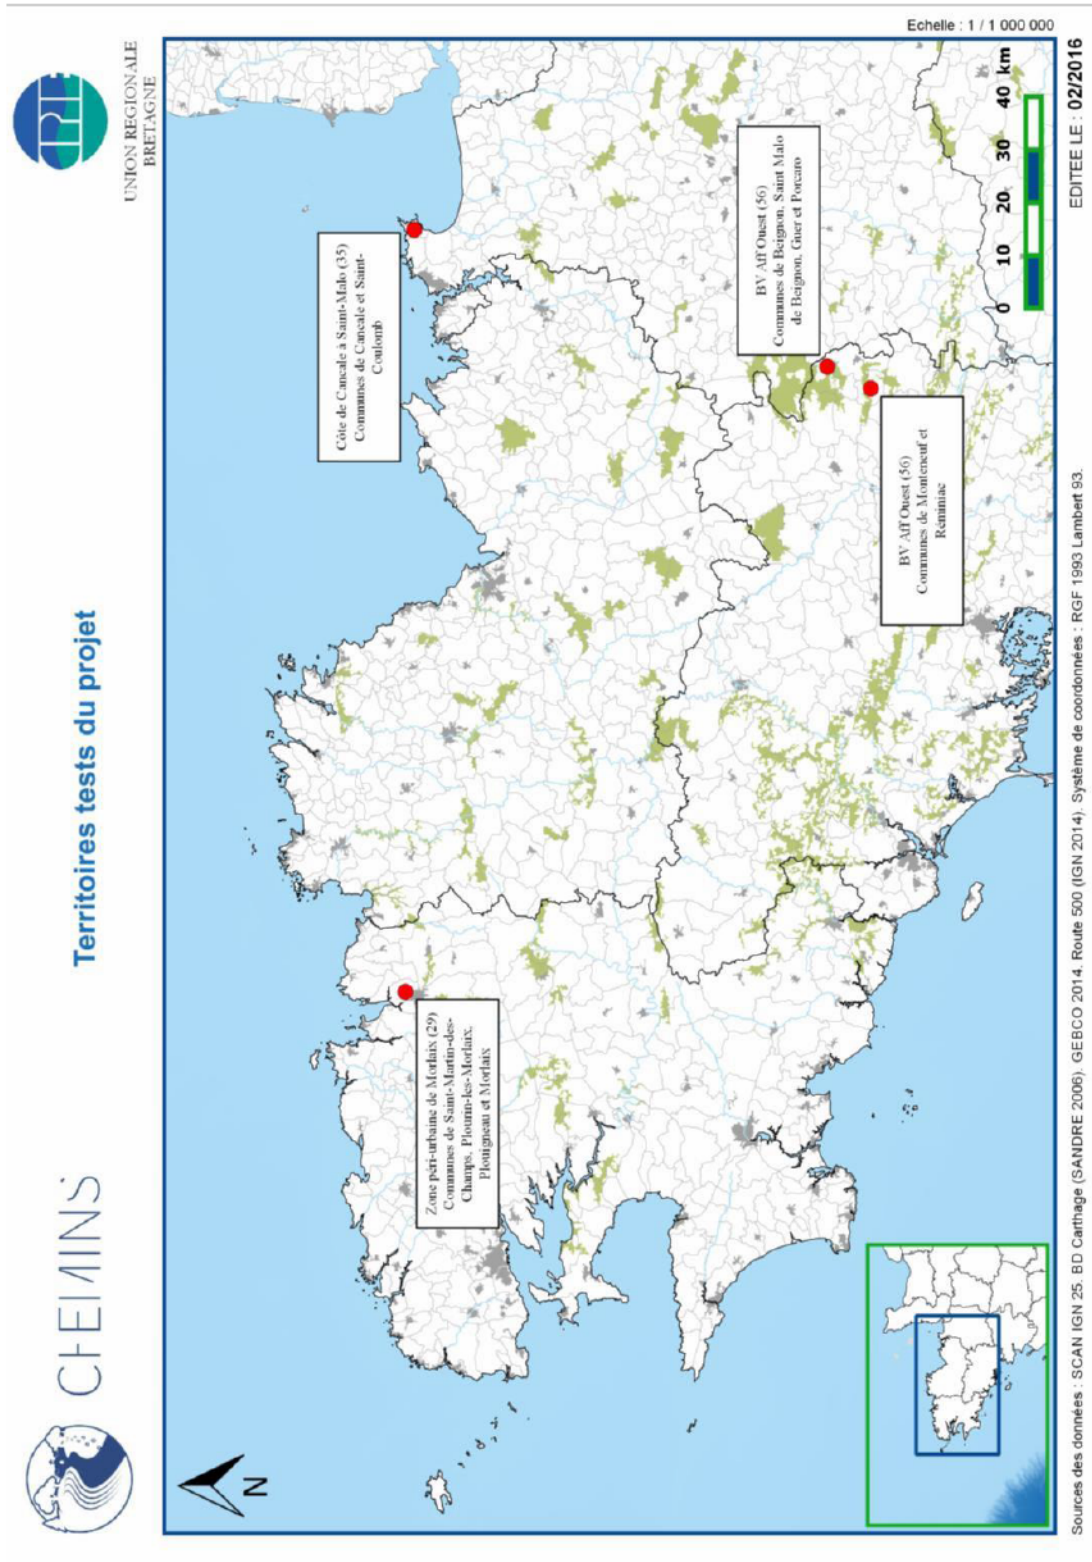 CHEMINS
Territoires tests du projet
UNION REGIONALE
BRETAGNE
N
Côte de Cancale à Saint-Malo (35)
Communes de Cancale et Saint-
Coulomb
Zone péri-urbaine de Morlaix (29)
Communes de Saint-Martin-des-
Champs, Plourin-les-Morlaix,
Plouigneau et Morlaix
BV Aff Ouest (56)
Communes de Beignon, Saint Malo
de Beignon, Guer et Porcaro
BV Aff Ouest (56)
Communes de Monteneuf et
Réminiac
0 10 20 30 40 km
Echelle : 1 / 1 000 000
Sources des données : SCAN IGN 25. BD Carthage (SANDRE 2006). GEBCO 2014. Route 500 (IGN 2014). Système de coordonnées : RGF 1993 Lambert 93.
EDITEE LE : 02/2016